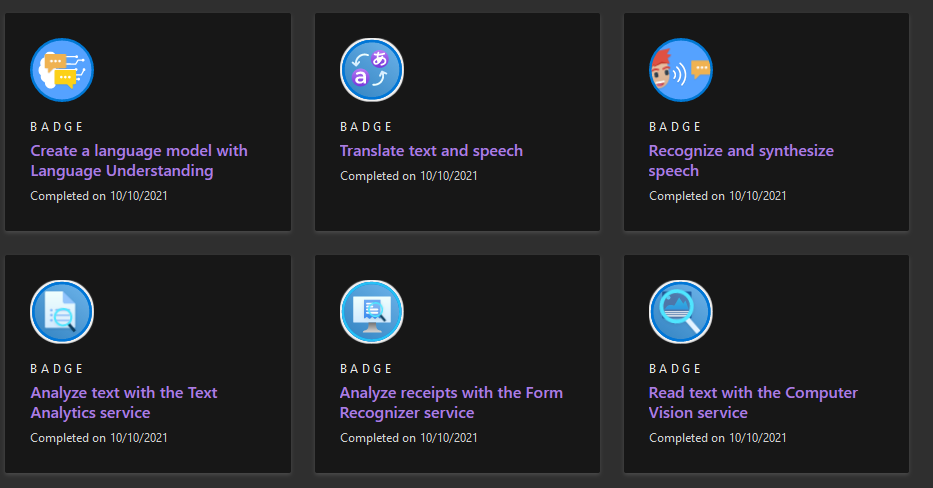 BADGE
Create a language model with
Language Understanding
Completed on 10/10/2021
あ
a
BADGE
Translate text and speech
Completed on 10/10/2021
BADGE
Recognize and synthesize
speech
Completed on 10/10/2021
BADGE
Analyze text with the Text
Analytics service
Completed on 10/10/2021
BADGE
Analyze receipts with the Form
Recognizer service
Completed on 10/10/2021
BADGE
Read text with the Computer
Vision service
Completed on 10/10/2021